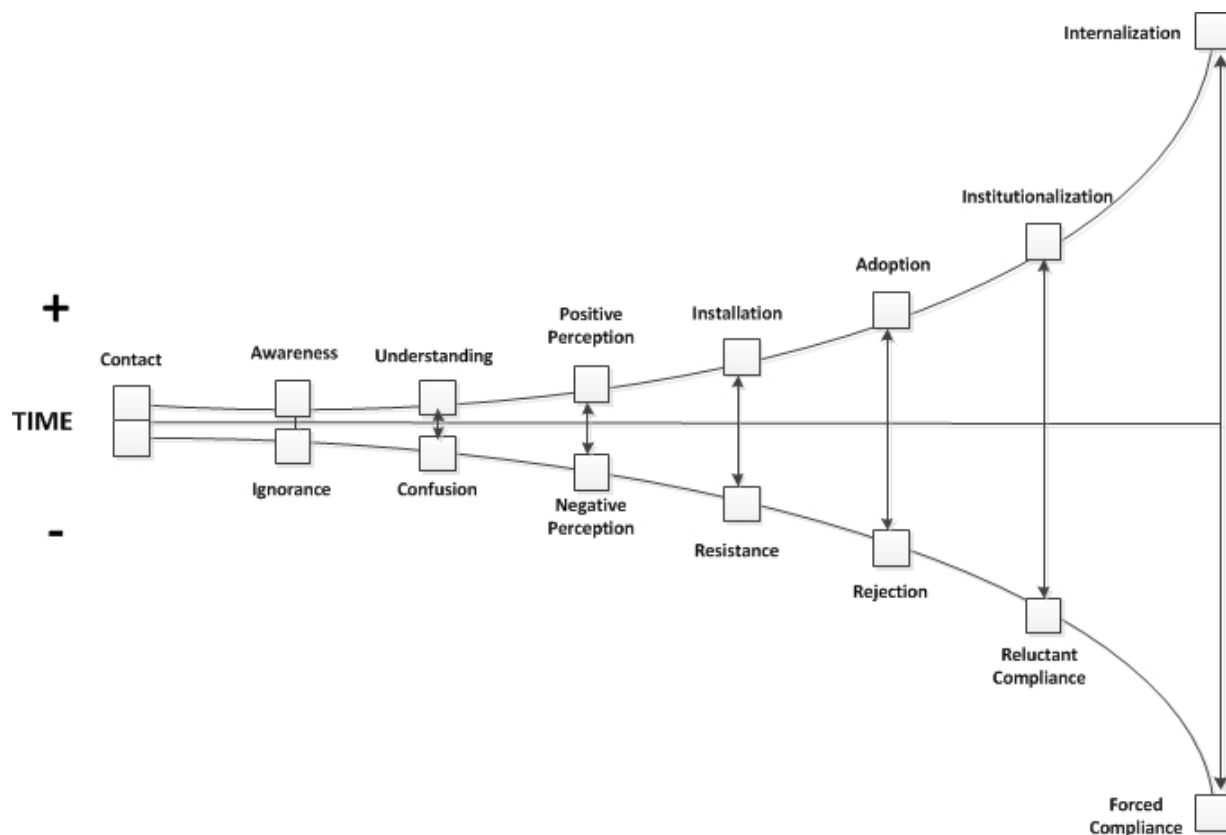 Internalization
Institutionalization
Adoption
+
Positive
Perception
Installation
Contact
Awareness
Understanding
TIME
Ignorance
Confusion
Negative
Perception
-
Resistance
Rejection
Reluctant
Compliance
Forced
Compliance